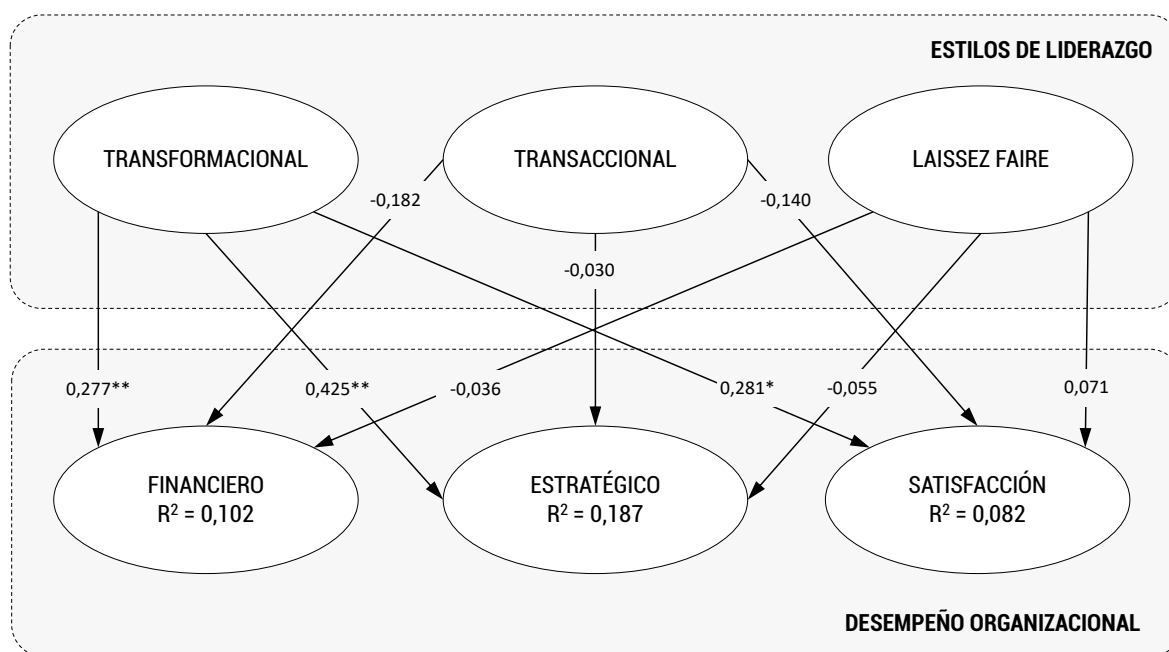 ESTILOS DE LIDERAZGO
TRANSFORMACIONAL
TRANSACCIONAL
LAISSEZ FAIRE
-0,182
-0,140
-0,030
0,277**
0,425**
-0,036
0,281*
-0,055
0,071
FINANCIERO
R² = 0,102
ESTRATÉGICO
R² = 0,187
SATISFACCIÓN
R² = 0,082
DESEMPEÑO ORGANIZACIONAL